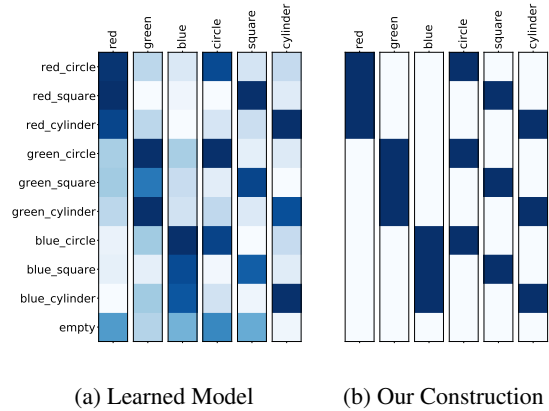 red green blue circle square cylinder
red green blue circle square cylinder
red_circle
red_square
red_cylinder
green_circle
green_square
green_cylinder
blue_circle
blue_square
blue_cylinder
empty
(a) Learned Model
(b) Our Construction